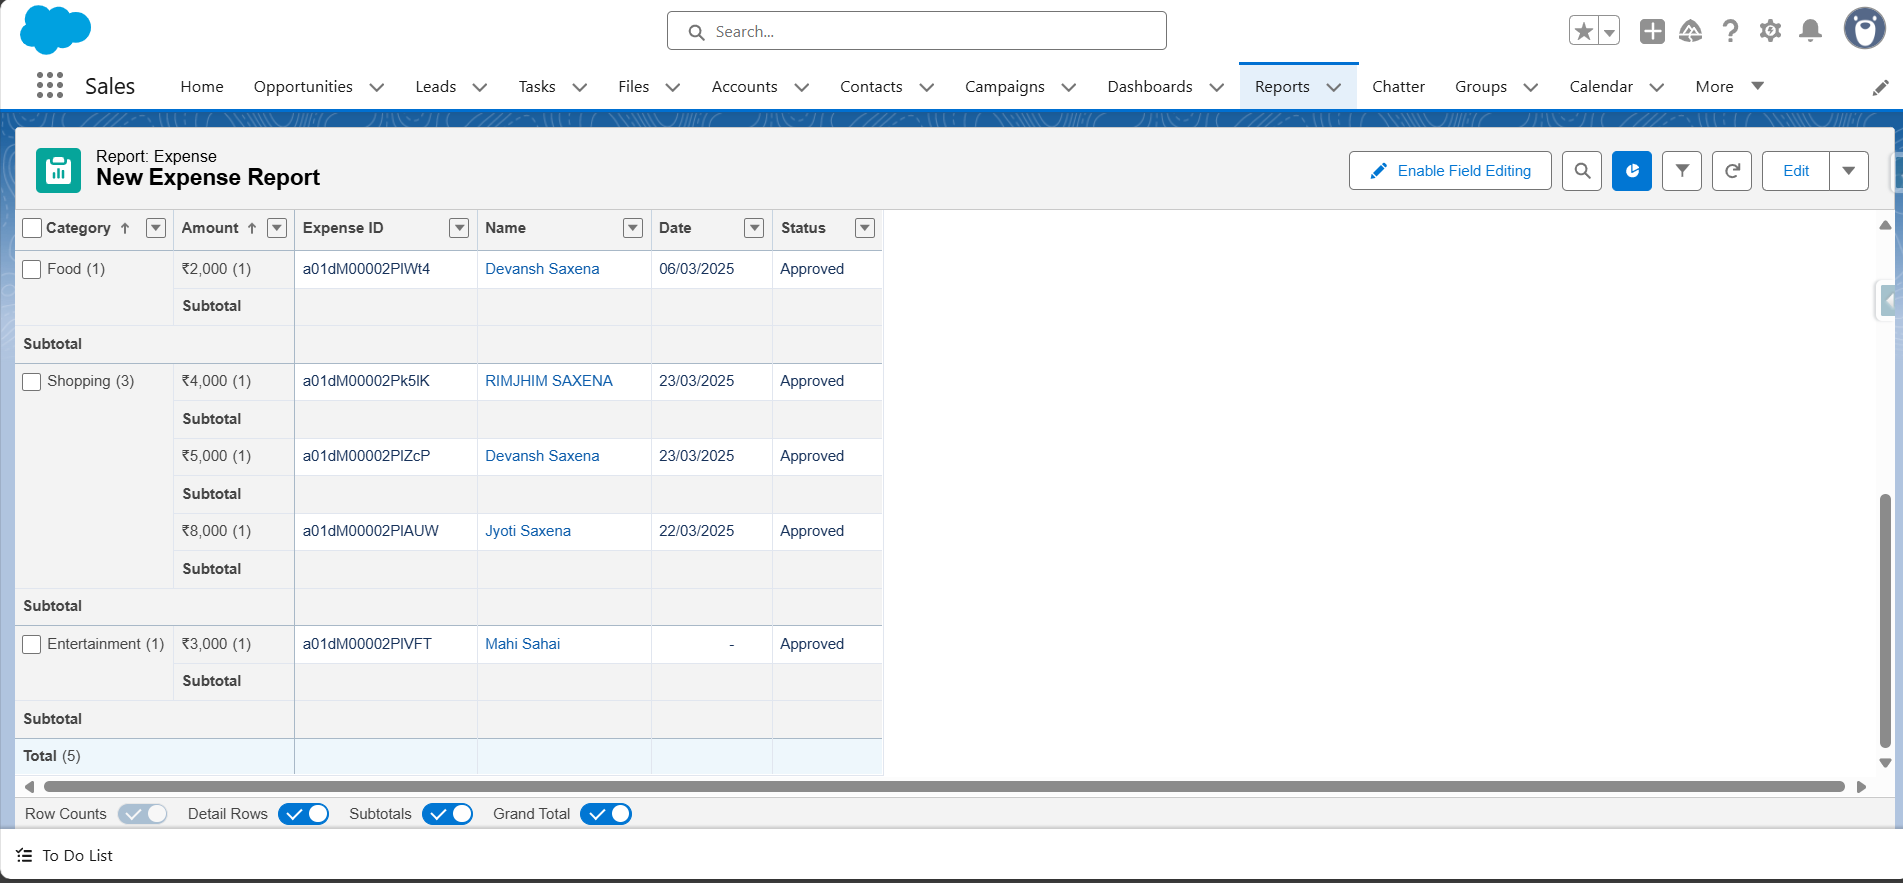 Search...
Sales Home Opportunities Leads Tasks Files Accounts Contacts Campaigns Dashboards Reports Chatter Groups Calendar More
Report: Expense
New Expense Report
Enable Field Editing Edit
Category ↑ Amount ↑ Expense ID Name Date Status
Food (1) ₹2,000 (1) a01dM00002PlWt4 Devansh Saxena 06/03/2025 Approved
Subtotal
Subtotal
Shopping (3) ₹4,000 (1) a01dM00002Pk5lK RIMJHIM SAXENA 23/03/2025 Approved
Subtotal
₹5,000 (1) a01dM00002PlZcP Devansh Saxena 23/03/2025 Approved
Subtotal
₹8,000 (1) a01dM00002PlAUW Jyoti Saxena 22/03/2025 Approved
Subtotal
Subtotal
Entertainment (1) ₹3,000 (1) a01dM00002PlVFT Mahi Sahai - Approved
Subtotal
Subtotal
Total (5)
Row Counts Detail Rows Subtotals Grand Total
To Do List